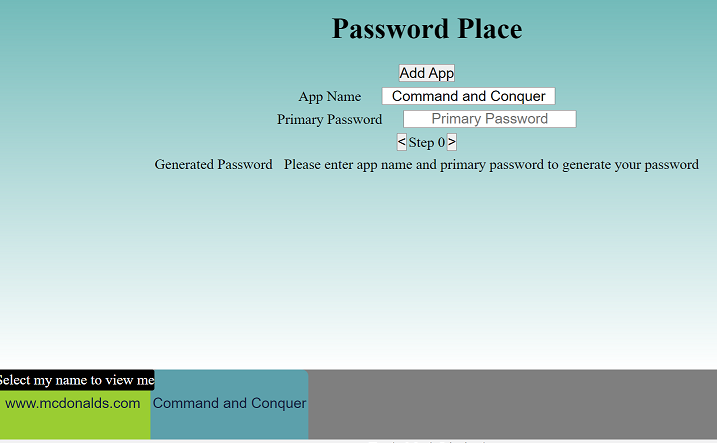 Password Place
Add App
App Name Command and Conquer
Primary Password Primary Password
< Step 0 >
Generated Password Please enter app name and primary password to generate your password
Select my name to view me
www.mcdonalds.com Command and Conquer